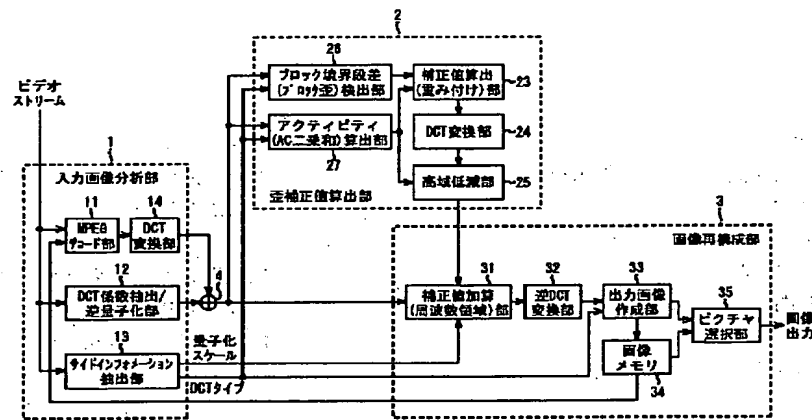 2
26
ブロック境界段差
(ブロック歪)検出部
補正値算出
(重み付け)部
23
ビデオ
ストリーム
アクティビティ
(AC二乗和)算出部
27
DCT変換部
24
1
入力画像分析部
高域低減部
25
歪補正値算出部
11
MPEG
デコード部
14
DCT
変換部
3
画像再構成部
12
DCT係数抽出/
逆量子化部
4
31
補正値加算
(周波数領域)部
32
逆DCT
変換部
33
出力画像
作成部
35
ピクチャ
選択部
画像
出力
13
サイドインフォメーション
抽出部
量子化
スケール
DCTタイプ
画像
メモリ
34